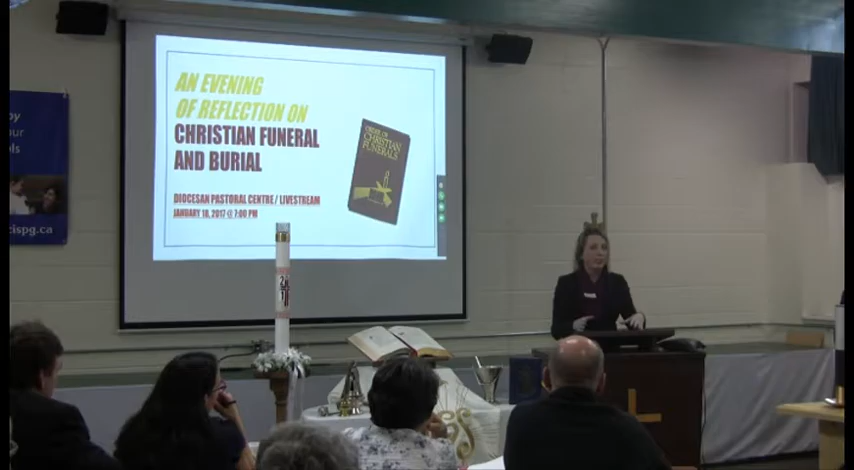 AN EVENING
OF REFLECTION ON
CHRISTIAN FUNERAL
AND BURIAL
DIOCESAN PASTORAL CENTRE/ LIVESTREAM
JANUARY 18, 2017 @ 7:00 PM
ORDER OF
CHRISTIAN
FUNERALS
cispg.ca